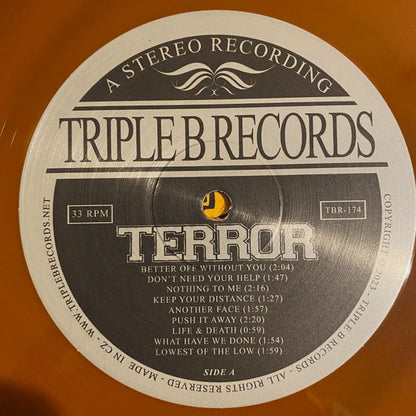 A STEREO RECORDING
TRIPLE B RECORDS
33 RPM
TBR-174
TERROR
BETTER OFF WITHOUT YOU (2:04)
DON'T NEED YOUR HELP (1:47)
NOTHING TO ME (2:16)
KEEP YOUR DISTANCE (1:27)
ANOTHER FACE (1:57)
PUSH IT AWAY (2:20)
LIFE & DEATH (0:59)
WHAT HAVE WE DONE (1:54)
LOWEST OF THE LOW (1:59)
SIDE A
COPYRIGHT 2023 - TRIPLE B RECORDS - ALL RIGHTS RESERVED - MADE IN CZ - WWW.TRIPLEBRECORDS.NET